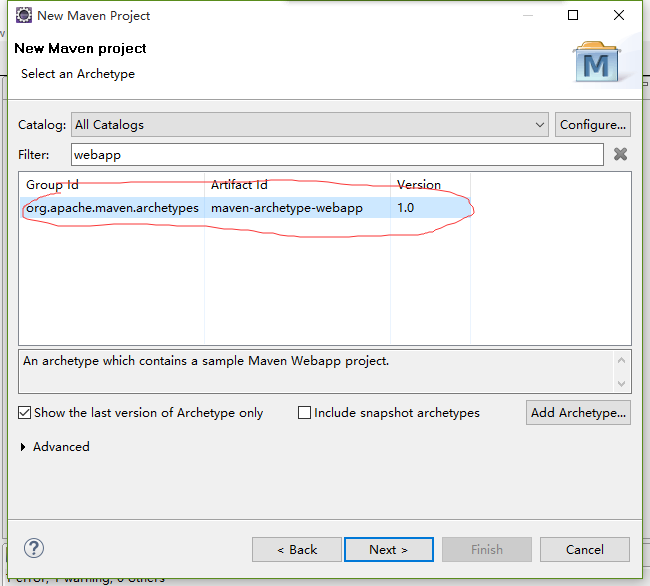 New Maven Project
New Maven project
Select an Archetype
M
Catalog: All Catalogs Configure...
Filter: webapp
Group Id Artifact Id Version
org.apache.maven.archetypes maven-archetype-webapp 1.0
An archetype which contains a sample Maven Webapp project.
Show the last version of Archetype only Include snapshot archetypes Add Archetype...
Advanced
? < Back Next > Finish Cancel
1 error, 1 warning, 0 others